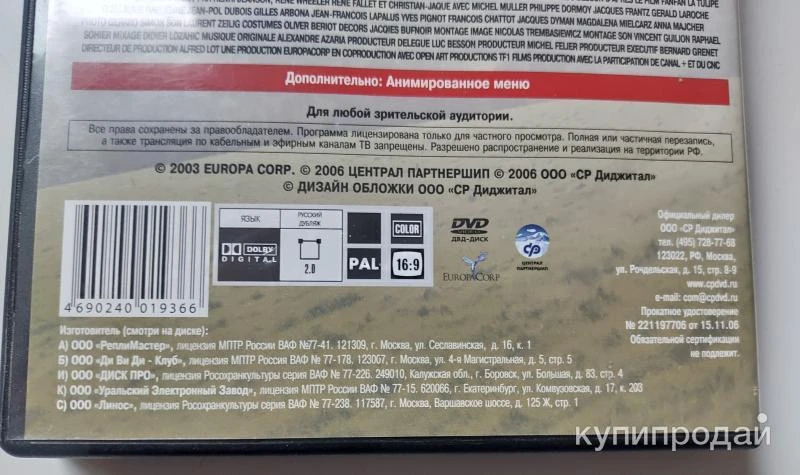 RENE WHEELER RENE FALLET ET CHRISTIAN-JAQUE AVEC MICHEL MULLER PHILIPPE DORMOY JACQUES FRANTZ GERALD LAROCHE
JEAN-POL DUBOIS GILLES ARBONA JEAN-FRANCOIS LAPALUS YVES PIGNOT FRANCOIS CHATTOT JACQUES DYMAN MAGDALENA MIELCARZ ANNA MAJCHER
PHOTO GERARD SIMON SON LAURENT ZEILIG COSTUMES OLIVIER BERIOT DECORS JACQUES BUFNOIR MONTAGE IMAGE NICOLAS TREMBASIEWICZ MONTAGE SON VINCENT GUILLON RAPHAEL
SOHIER MIXAGE DIDIER LOZAHIC MUSIQUE ORIGINALE ALEXANDRE AZARIA PRODUCTEUR DELEGUE LUC BESSON PRODUCTEUR MICHEL FELIER PRODUCTEUR EXECUTIF BERNARD GRENET
DIRECTEUR DE PRODUCTION ALFRED LOT UNE PRODUCTION EUROPACORP EN COPRODUCTION AVEC OPEN ART PRODUCTIONS TF1 FILMS PRODUCTION AVEC LA PARTICIPATION DE CANAL+ ET DU CNC
Дополнительно: Анимированное меню
Для любой зрительской аудитории.
Все права сохранены за правообладателем. Программа лицензирована только для частного просмотра. Полная или частичная перезапись,
а также трансляция по кабельным и эфирным каналам ТВ запрещены. Разрешено распространение и реализация на территории РФ.
© 2003 EUROPA CORP. © 2006 ЦЕНТРАЛ ПАРТНЕРШИП © 2006 ООО «СР Диджитал»
© ДИЗАЙН ОБЛОЖКИ ООО «СР Диджитал»
4690240 019366
ЯЗЫК
РУССКИЙ
ДУБЛЯЖ
DOLBY
DIGITAL
2.0
COLOR
PAL
16:9
DVD
VIDEO
ДВД-ДИСК
EUROPACORP
ЦЕНТРАЛ
ПАРТНЕРШИП
Официальный дилер
ООО «СР Диджитал»
тел. (495) 728-77-68
123022, РФ, Москва,
ул. Рочдельская, д. 15, стр. 8-9
www.cpdvd.ru
e-mail: com@cpdvd.ru
Прокатное удостоверение
№ 221197706 от 15.11.06
Обязательной сертификации
не подлежит.
Изготовитель (смотри на диске):
А) ООО «РеплиМастер», лицензия МПТР России ВАФ №77-41. 121309, г. Москва, ул. Сеславинская, д. 16, к. 1
Б) ООО «Ди Ви Ди - Клуб», лицензия МПТР России ВАФ № 77-178. 123007, г. Москва, ул. 4-я Магистральная, д. 5, стр. 5
И) ООО «ДИСК ПРО», лицензия Росохранкультуры серия ВАФ № 77-226. 249010, Калужская обл., г. Боровск, ул. Большая, д. 83, стр. 4
К) ООО «Уральский Электронный Завод», лицензия МПТР России ВАФ № 77-15. 620066, г. Екатеринбург, ул. Комвузовская, д. 17, к. 203
С) ООО «Линос», лицензия Росохранкультуры серия ВАФ № 77-238. 117587, г. Москва, Варшавское шоссе, д. 125 Ж, стр. 1
купипродай